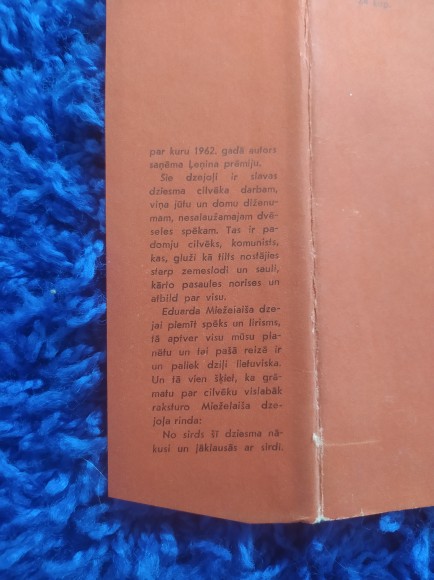 par kuru 1962. gadā autors
saņēma Ļeņina prēmiju.
Šie dzejoļi ir slavas
dziesma cilvēka darbam,
viņa jūtu un domu diženu-
mam, nesalaužamajam dvē-
seles spēkam. Tas ir pa-
domju cilvēks, komunists,
kas, gluži kā tilts nostājies
starp zemeslodi un sauli,
kārto pasaules norises un
atbild par visu.
Eduarda Mieželaiša dze-
jai piemīt spēks un lirisms,
tā aptver visu mūsu pla-
nētu un tai pašā reizē ir
un paliek dziļi lietuviska.
Un tā vien šķiet, ka grā-
matu par cilvēku vislabāk
raksturo Mieželaiša dze-
joļa rinda:
No sirds šī dziesma nā-
kusi un jāklausās ar sirdi.